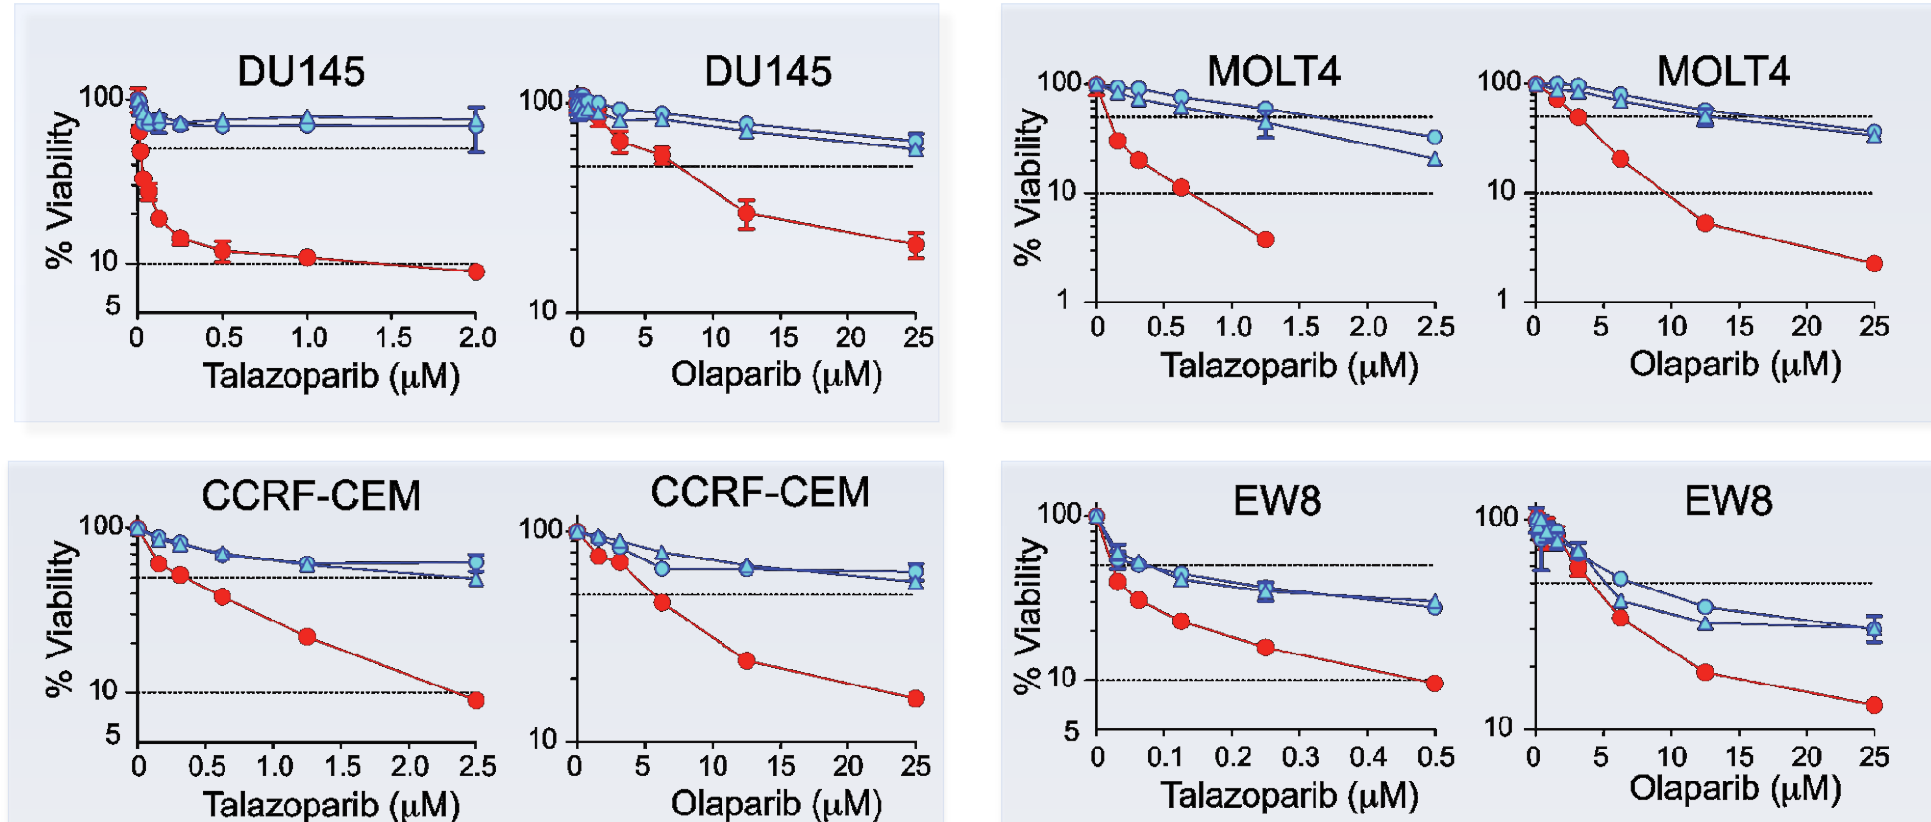 DU145
% Viability
100
10
5
0 0.5 1.0 1.5 2.0
Talazoparib (μM)
DU145
100
10
0 5 10 15 20 25
Olaparib (μM)
MOLT4
% Viability
100
10
1
0 0.5 1.0 1.5 2.0 2.5
Talazoparib (μM)
MOLT4
100
10
1
0 5 10 15 20 25
Olaparib (μM)
CCRF-CEM
% Viability
100
10
5
0 0.5 1.0 1.5 2.0 2.5
Talazoparib (μM)
CCRF-CEM
100
10
0 5 10 15 20 25
Olaparib (μM)
EW8
% Viability
100
10
5
0 0.1 0.2 0.3 0.4 0.5
Talazoparib (μM)
EW8
100
10
0 5 10 15 20 25
Olaparib (μM)